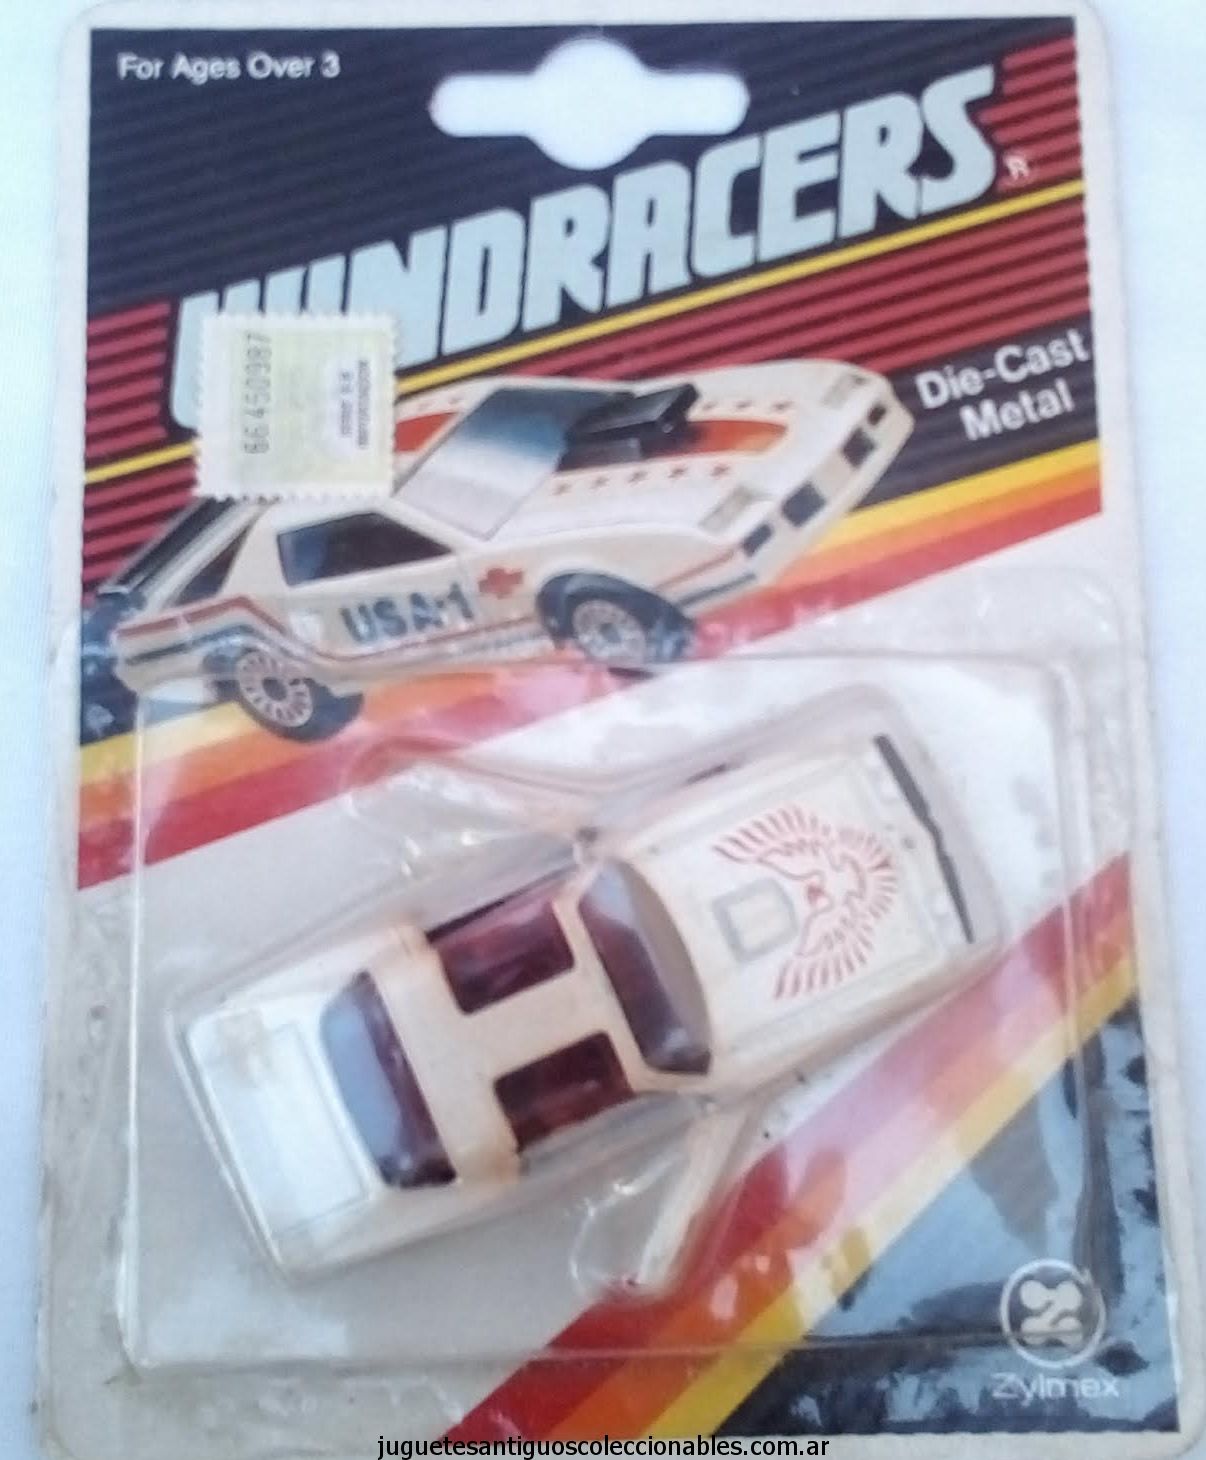 For Ages Over 3
WINDRACERS
R
Die-Cast
Metal
USA-1
Zylmex
juguetesantiguoscoleccionables.com.ar